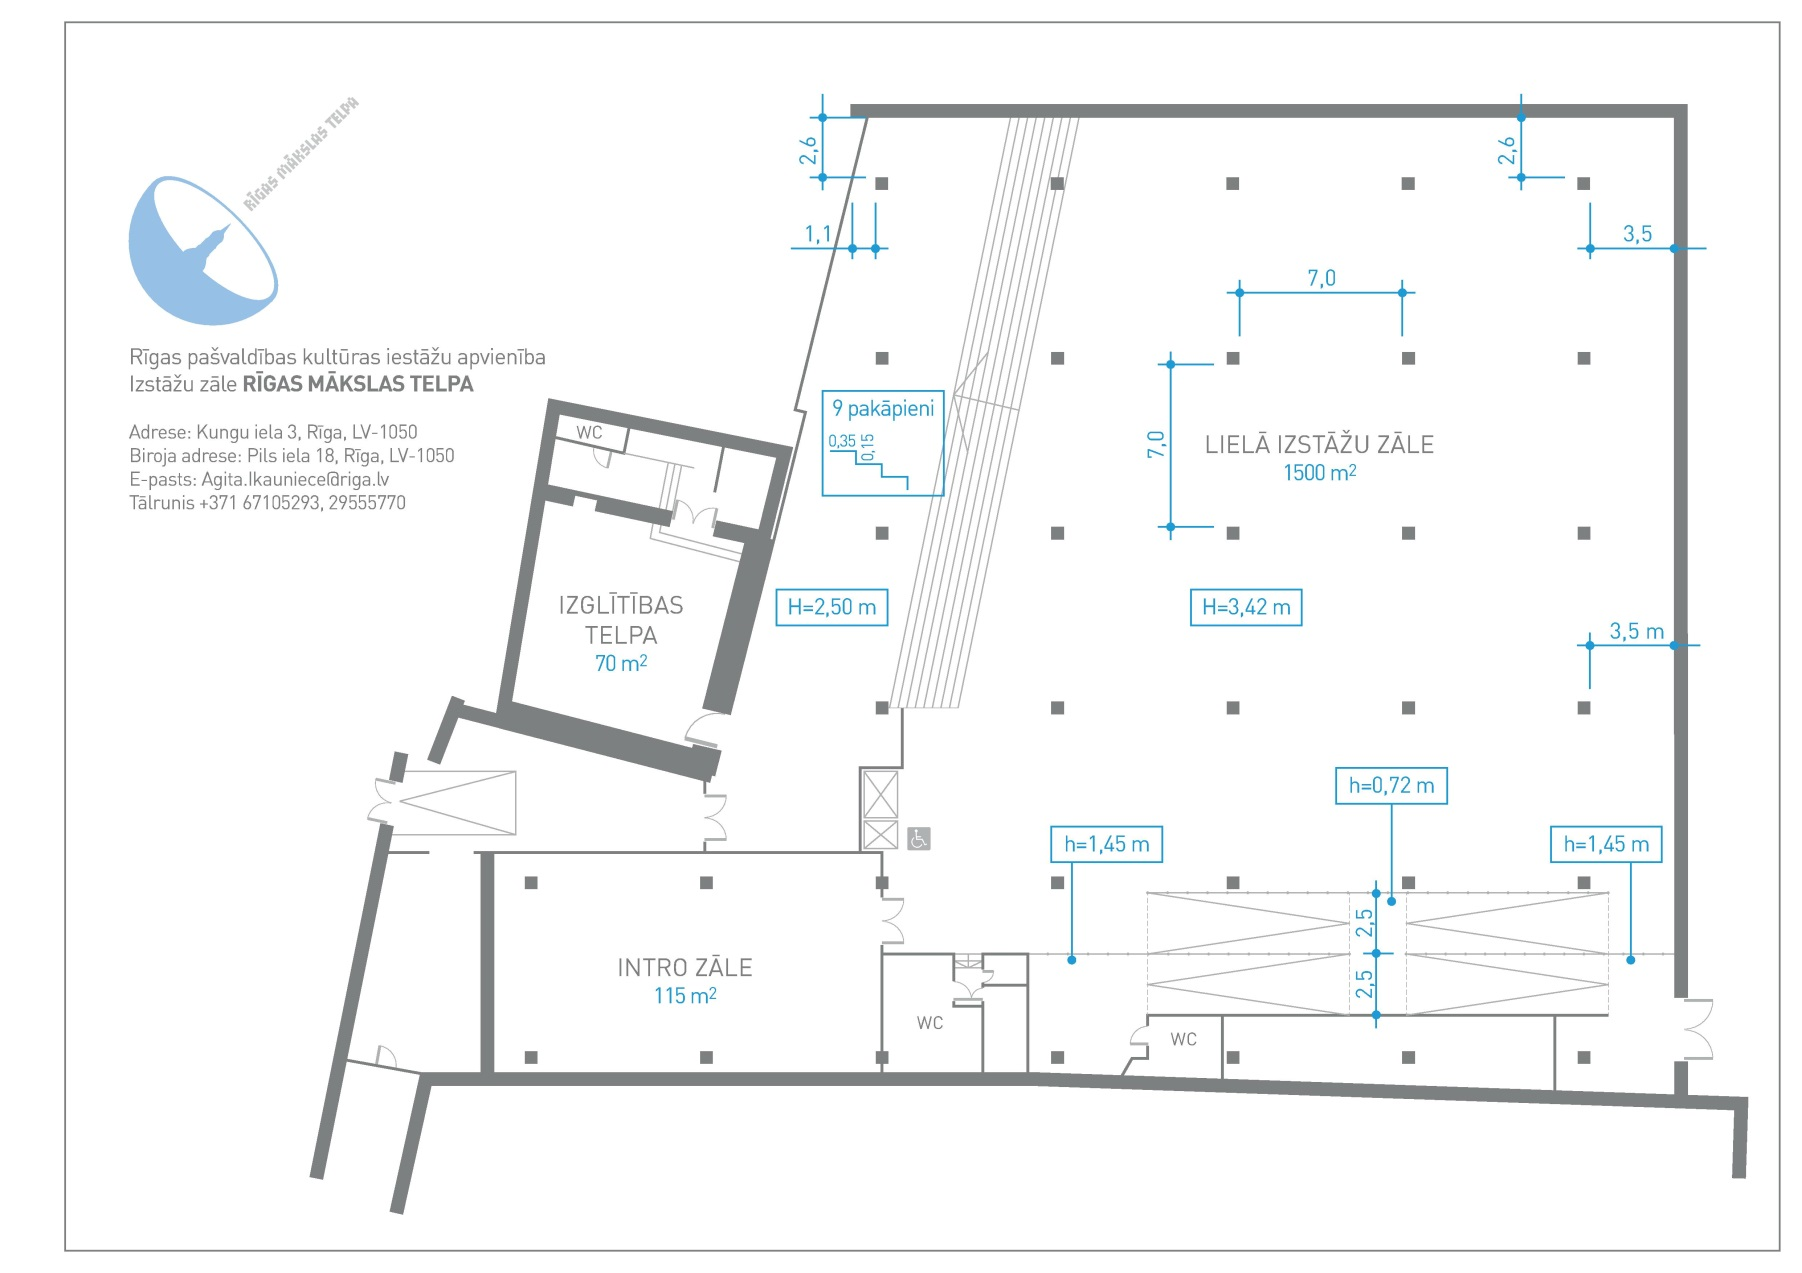 RĪGAS MĀKSLAS TELPA
Rīgas pašvaldības kultūras iestāžu apvienība
Izstāžu zāle RĪGAS MĀKSLAS TELPA
Adrese: Kungu iela 3, Rīga, LV-1050
Biroja adrese: Pils iela 18, Rīga, LV-1050
E-pasts: Agita.Ikauniece@riga.lv
Tālrunis +371 67105293, 29555770
2,6
2,6
1,1
3,5
7,0
9 pakāpieni
0,35
0,15
7,0
LIELĀ IZSTĀŽU ZĀLE
1500 m²
WC
IZGLĪTĪBAS
TELPA
70 m²
H=2,50 m
H=3,42 m
3,5 m
h=0,72 m
h=1,45 m
h=1,45 m
2,5
2,5
INTRO ZĀLE
115 m²
WC
WC